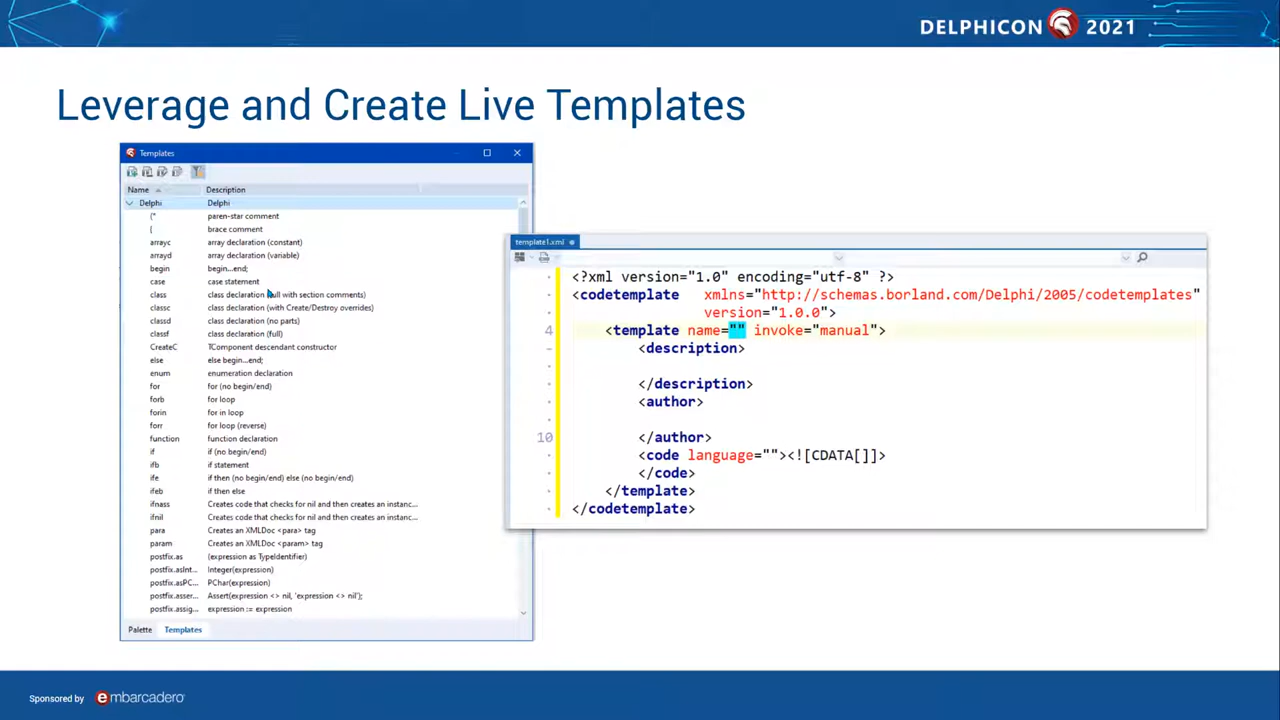 DELPHICON 2021
Leverage and Create Live Templates
Templates
Name Description
Delphi Delphi
(* paren-star comment
{ brace comment
arrayc array declaration (constant)
arrayd array declaration (variable)
begin begin...end;
case case statement
class class declaration (full with section comments)
classc class declaration (with Create/Destroy overrides)
classd class declaration (no parts)
classf class declaration (full)
CreateC TComponent descendant constructor
else else begin...end;
enum enumeration declaration
for for (no begin/end)
forb for loop
forin for in loop
forr for loop (reverse)
function function declaration
if if (no begin/end)
ifb if statement
ife if then (no begin/end) else (no begin/end)
ifeb if then else
ifnass Creates code that checks for nil and then creates an instanc...
ifnil Creates code that checks for nil and then creates an instanc...
para Creates an XMLDoc <para> tag
param Creates an XMLDoc <param> tag
postfix.as (expression as TypeIdentifier)
postfix.asInt... Integer(expression)
postfix.asPC... PChar(expression)
postfix.asser... Assert(expression <> nil, 'expression <> nil');
postfix.assig... expression := expression
Palette Templates
template1.xml
<?xml version="1.0" encoding="utf-8" ?>
<codetemplate xmlns="http://schemas.borland.com/Delphi/2005/codetemplates"
version="1.0.0">
4 <template name="" invoke="manual">
<description>
</description>
<author>
10 </author>
<code language=""><![CDATA[]]>
</code>
</template>
</codetemplate>
Sponsored by embarcadero